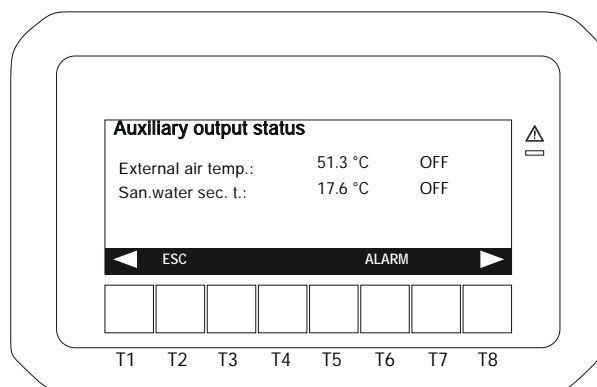 Auxiliary output status
External air temp.: 51.3 °C OFF
San.water sec. t.: 17.6 °C OFF
ESC ALARM
T1 T2 T3 T4 T5 T6 T7 T8